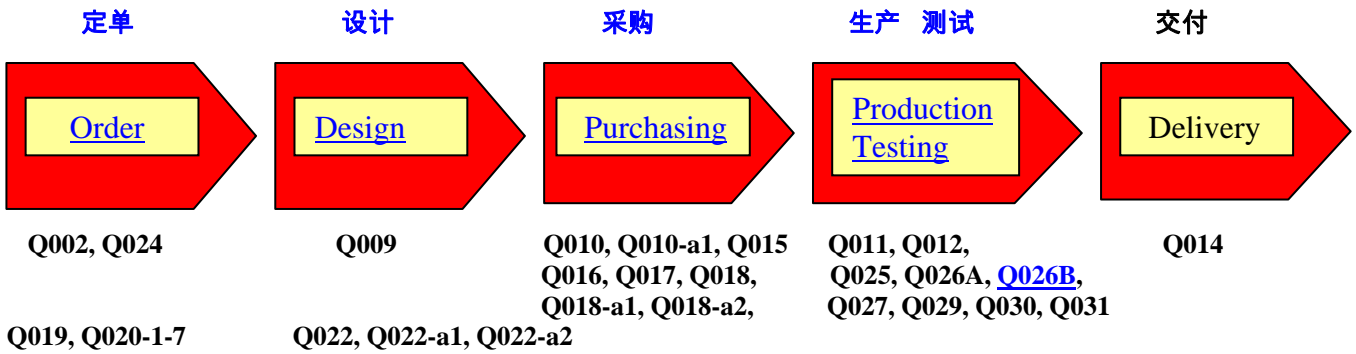 定单 设计 采购 生产 测试 交付
Order Design Purchasing Production Testing Delivery
Q002, Q024 Q009 Q010, Q010-a1, Q015 Q011, Q012, Q014
Q016, Q017, Q018, Q025, Q026A, Q026B,
Q018-a1, Q018-a2, Q027, Q029, Q030, Q031
Q019, Q020-1-7 Q022, Q022-a1, Q022-a2